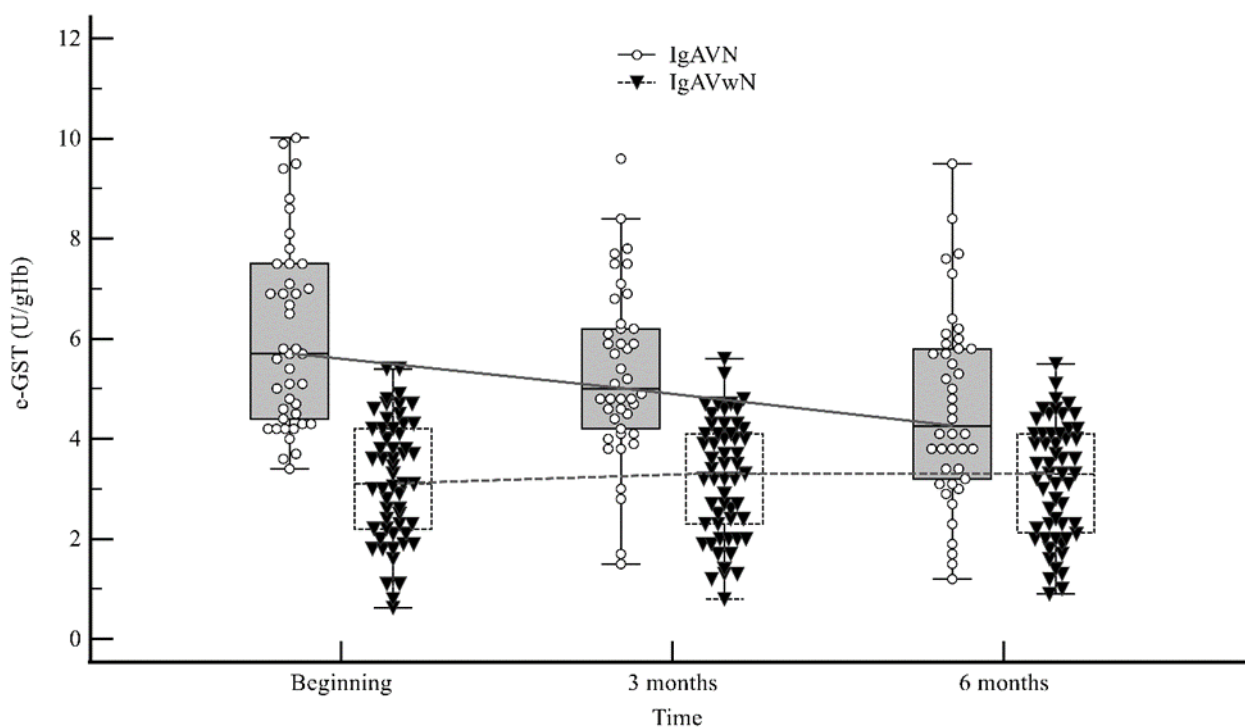 12
10
8
6
4
2
0
c-GST (U/gHb)
IgAVN
IgAVwN
Beginning
3 months
6 months
Time